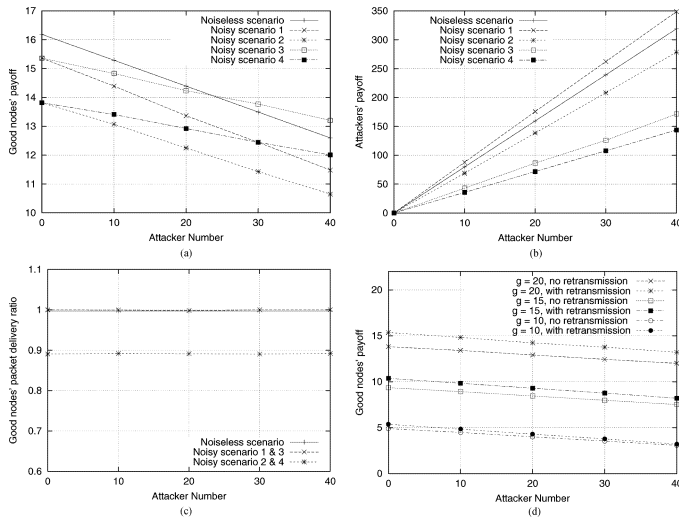 17
16
15
14
13
12
11
10
Good nodes' payoff
Noiseless scenario
Noisy scenario 1
Noisy scenario 2
Noisy scenario 3
Noisy scenario 4
0 10 20 30 40
Attacker Number
(a)
350
300
250
200
150
100
50
0
Attackers' payoff
Noiseless scenario
Noisy scenario 1
Noisy scenario 2
Noisy scenario 3
Noisy scenario 4
0 10 20 30 40
Attacker Number
(b)
1.1
1
0.9
0.8
0.7
0.6
Good nodes' packet delivery ratio
Noiseless scenario
Noisy scenario 1 & 3
Noisy scenario 2 & 4
0 10 20 30 40
Attacker Number
(c)
20
15
10
5
0
Good nodes' payoff
g = 20, no retransmission
g = 20, with retransmission
g = 15, no retransmission
g = 15, with retransmission
g = 10, no retransmission
g = 10, with retransmission
0 10 20 30 40
Attacker Number
(d)